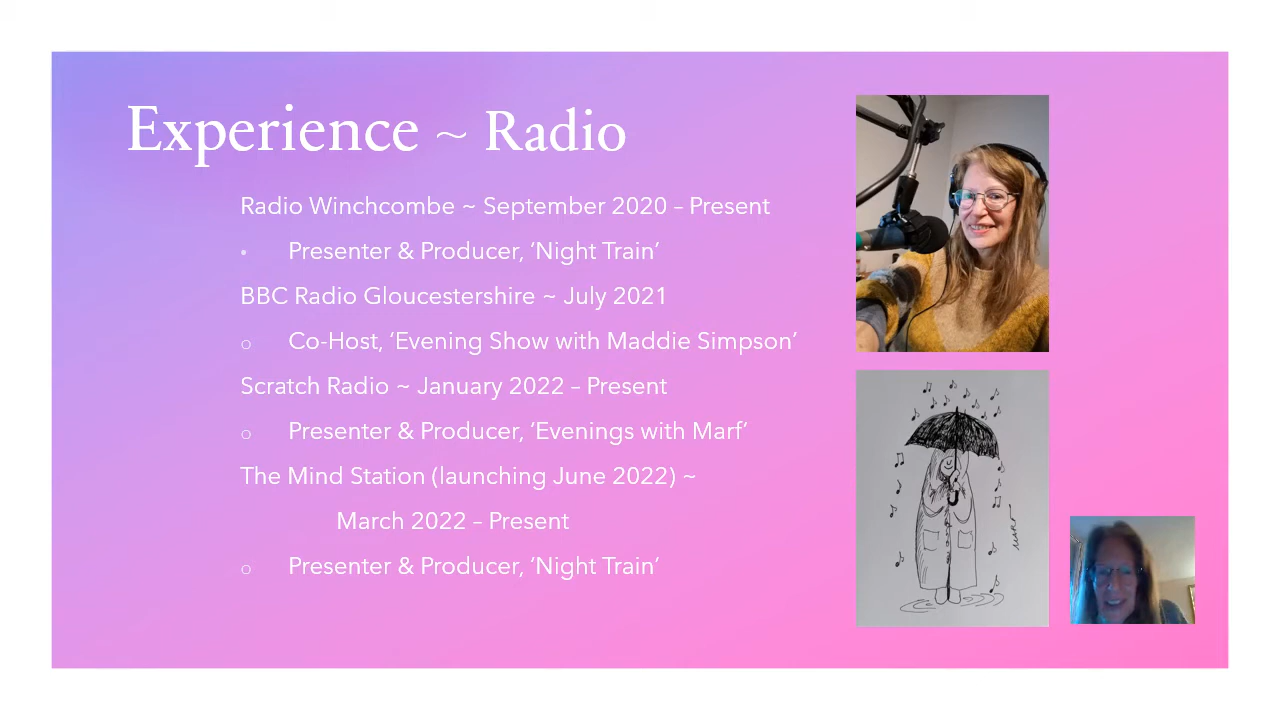 Experience ~ Radio
Radio Winchcombe ~ September 2020 – Present
• Presenter & Producer, ‘Night Train’
BBC Radio Gloucestershire ~ July 2021
o Co-Host, ‘Evening Show with Maddie Simpson’
Scratch Radio ~ January 2022 – Present
o Presenter & Producer, ‘Evenings with Marf’
The Mind Station (launching June 2022) ~
March 2022 – Present
o Presenter & Producer, ‘Night Train’
MARF